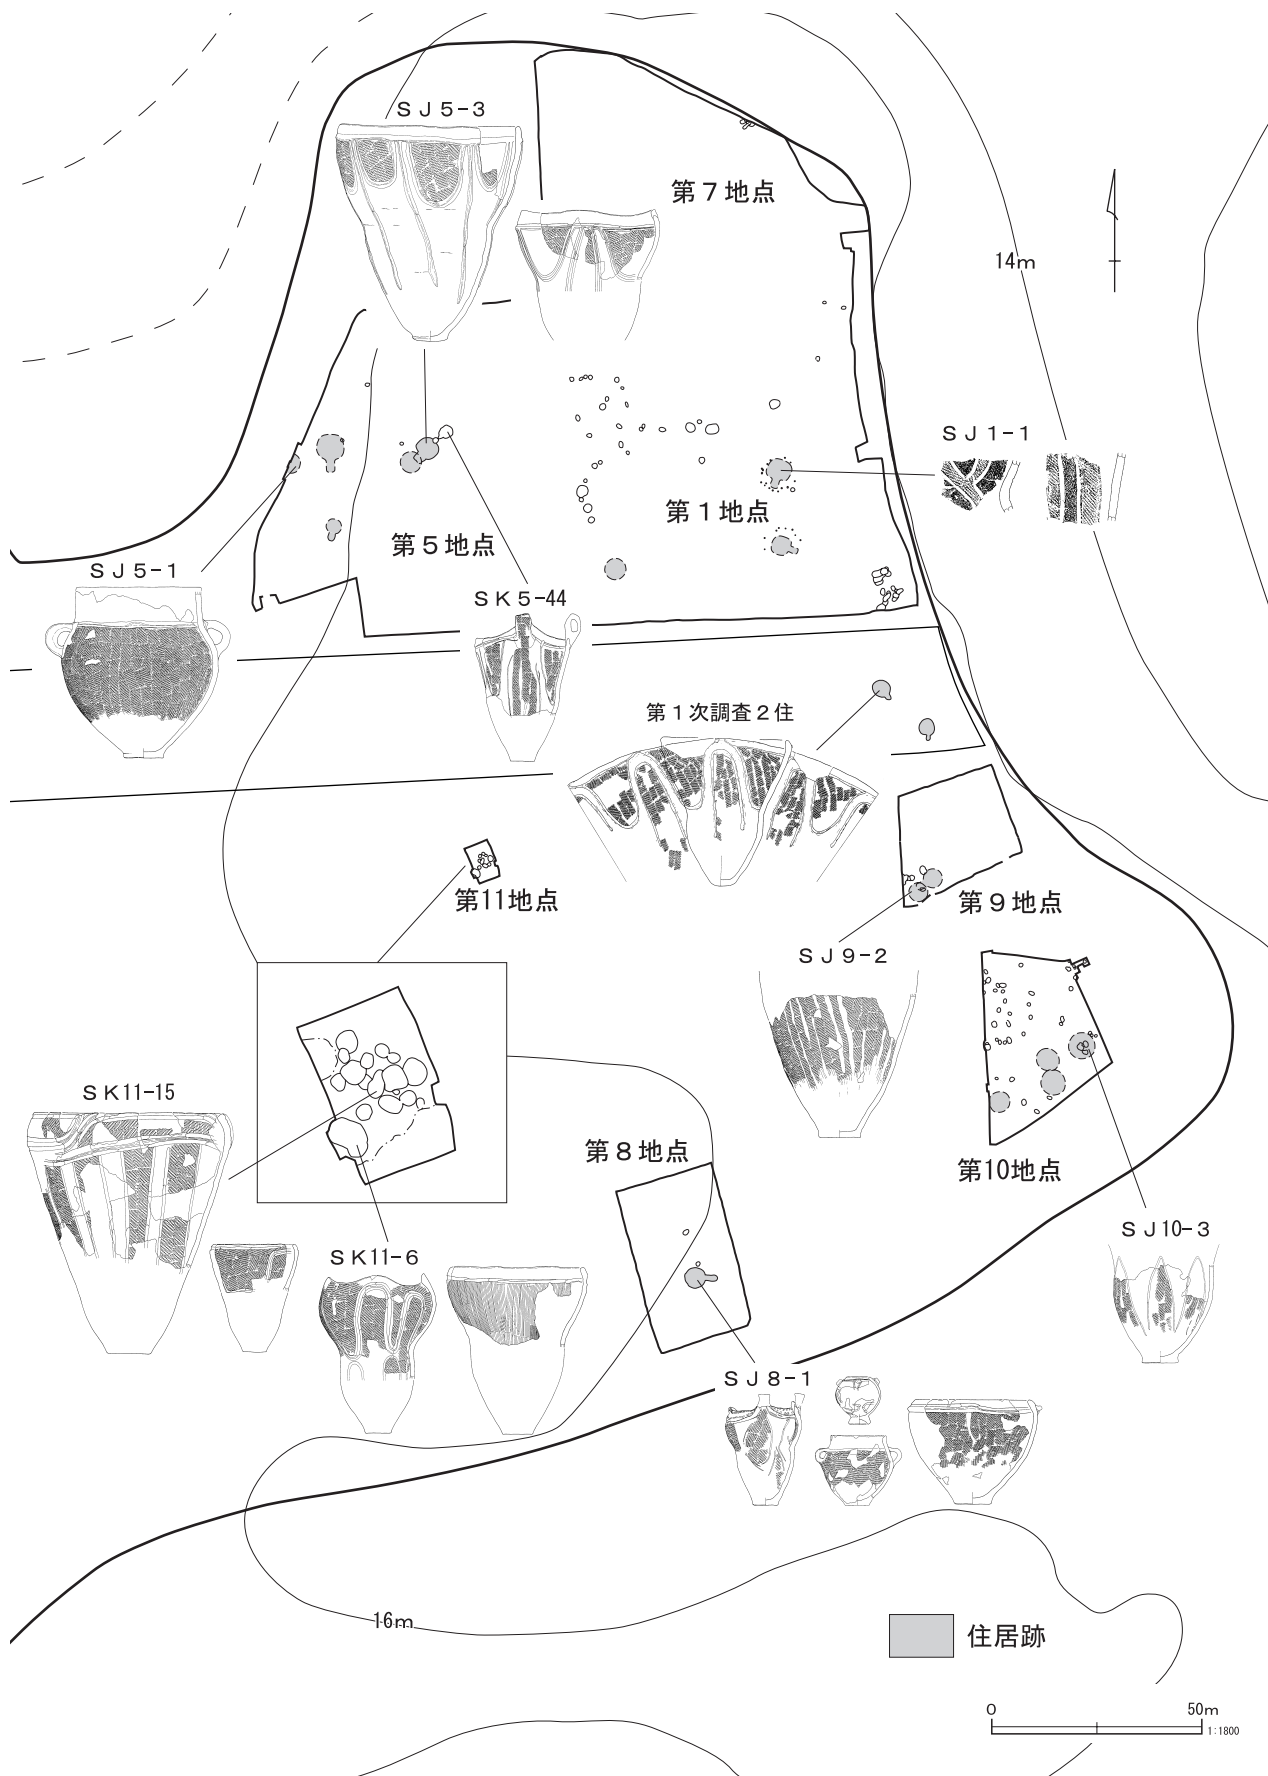 ＳＪ５-３
第７地点
14m
ＳＪ１-１
第１地点
第５地点
ＳＪ５-１
ＳＫ５-44
第１次調査２住
第11地点
第９地点
ＳＪ９-２
ＳＫ11-15
第８地点
第10地点
ＳＪ10-３
ＳＫ11-６
ＳＪ８-１
16m
住居跡
0 50m
1:1800